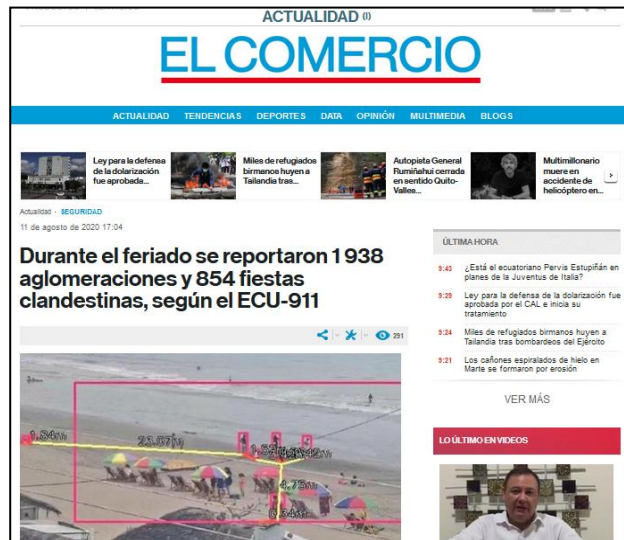 ACTUALIDAD (I)
EL COMERCIO
ACTUALIDAD TENDENCIAS DEPORTES DATA OPINIÓN MULTIMEDIA BLOGS
Ley para la defensa
de la dolarización
fue aprobada...
Miles de refugiados
birmanos huyen a
Tailandia tras...
Autopista General
Rumiñahui cerrada
en sentido Quito-
Valles...
Multimillonario
muere en
accidente de
helicóptero en...
Actualidad - SEGURIDAD
11 de agosto de 2020 17:04
Durante el feriado se reportaron 1 938
aglomeraciones y 854 fiestas
clandestinas, según el ECU-911
291
1.84m
23.07m
4.75m
ÚLTIMA HORA
9:43 ¿Está el ecuatoriano Pervis Estupiñán en
planes de la Juventus de Italia?
9:29 Ley para la defensa de la dolarización fue
aprobada por el CAL e inicia su
tratamiento
9:24 Miles de refugiados birmanos huyen a
Tailandia tras bombardeos del Ejército
9:21 Los cañones espiralados de hielo en
Marte se formaron por erosión
VER MÁS
LO ÚLTIMO EN VIDEOS